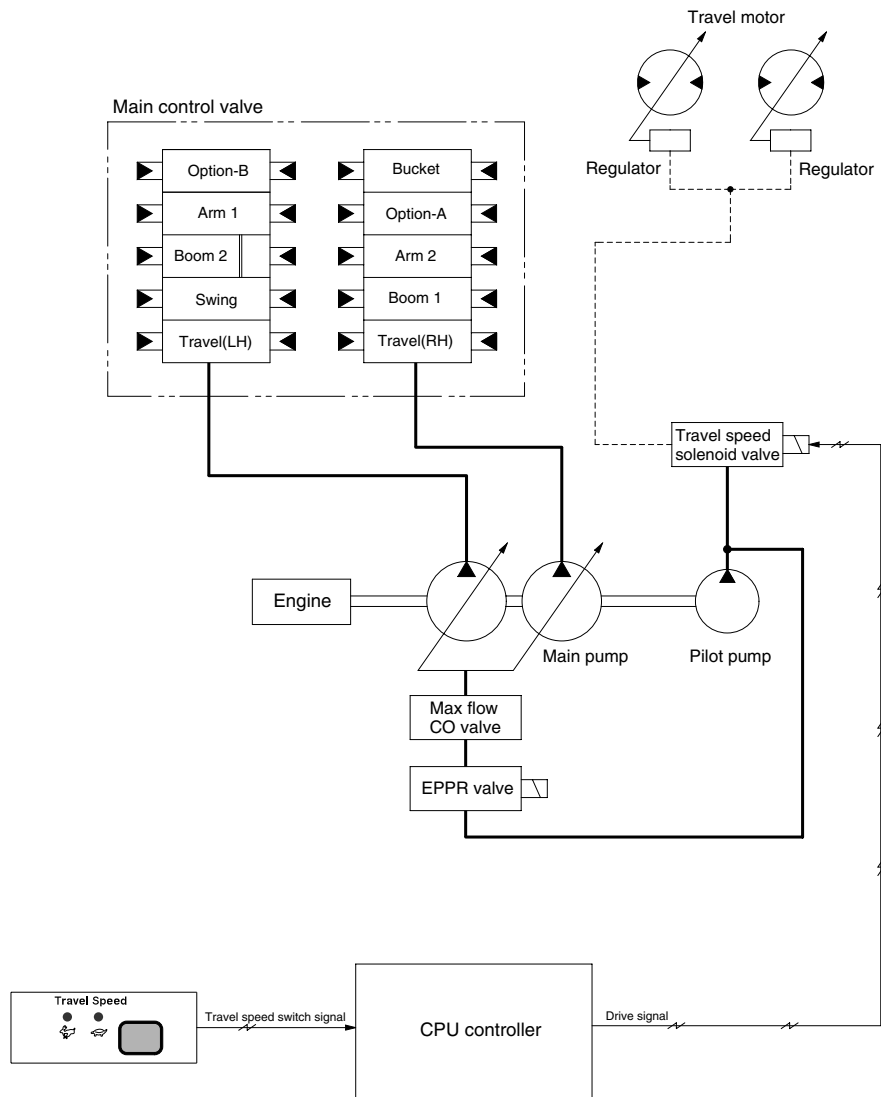 Travel motor
Main control valve
Regulator
Regulator
Option-B
Arm 1
Boom 2
Swing
Travel(LH)
Bucket
Option-A
Arm 2
Boom 1
Travel(RH)
Travel speed
solenoid valve
Engine
Main pump
Pilot pump
Max flow
CO valve
EPPR valve
Travel Speed
Travel speed switch signal
CPU controller
Drive signal